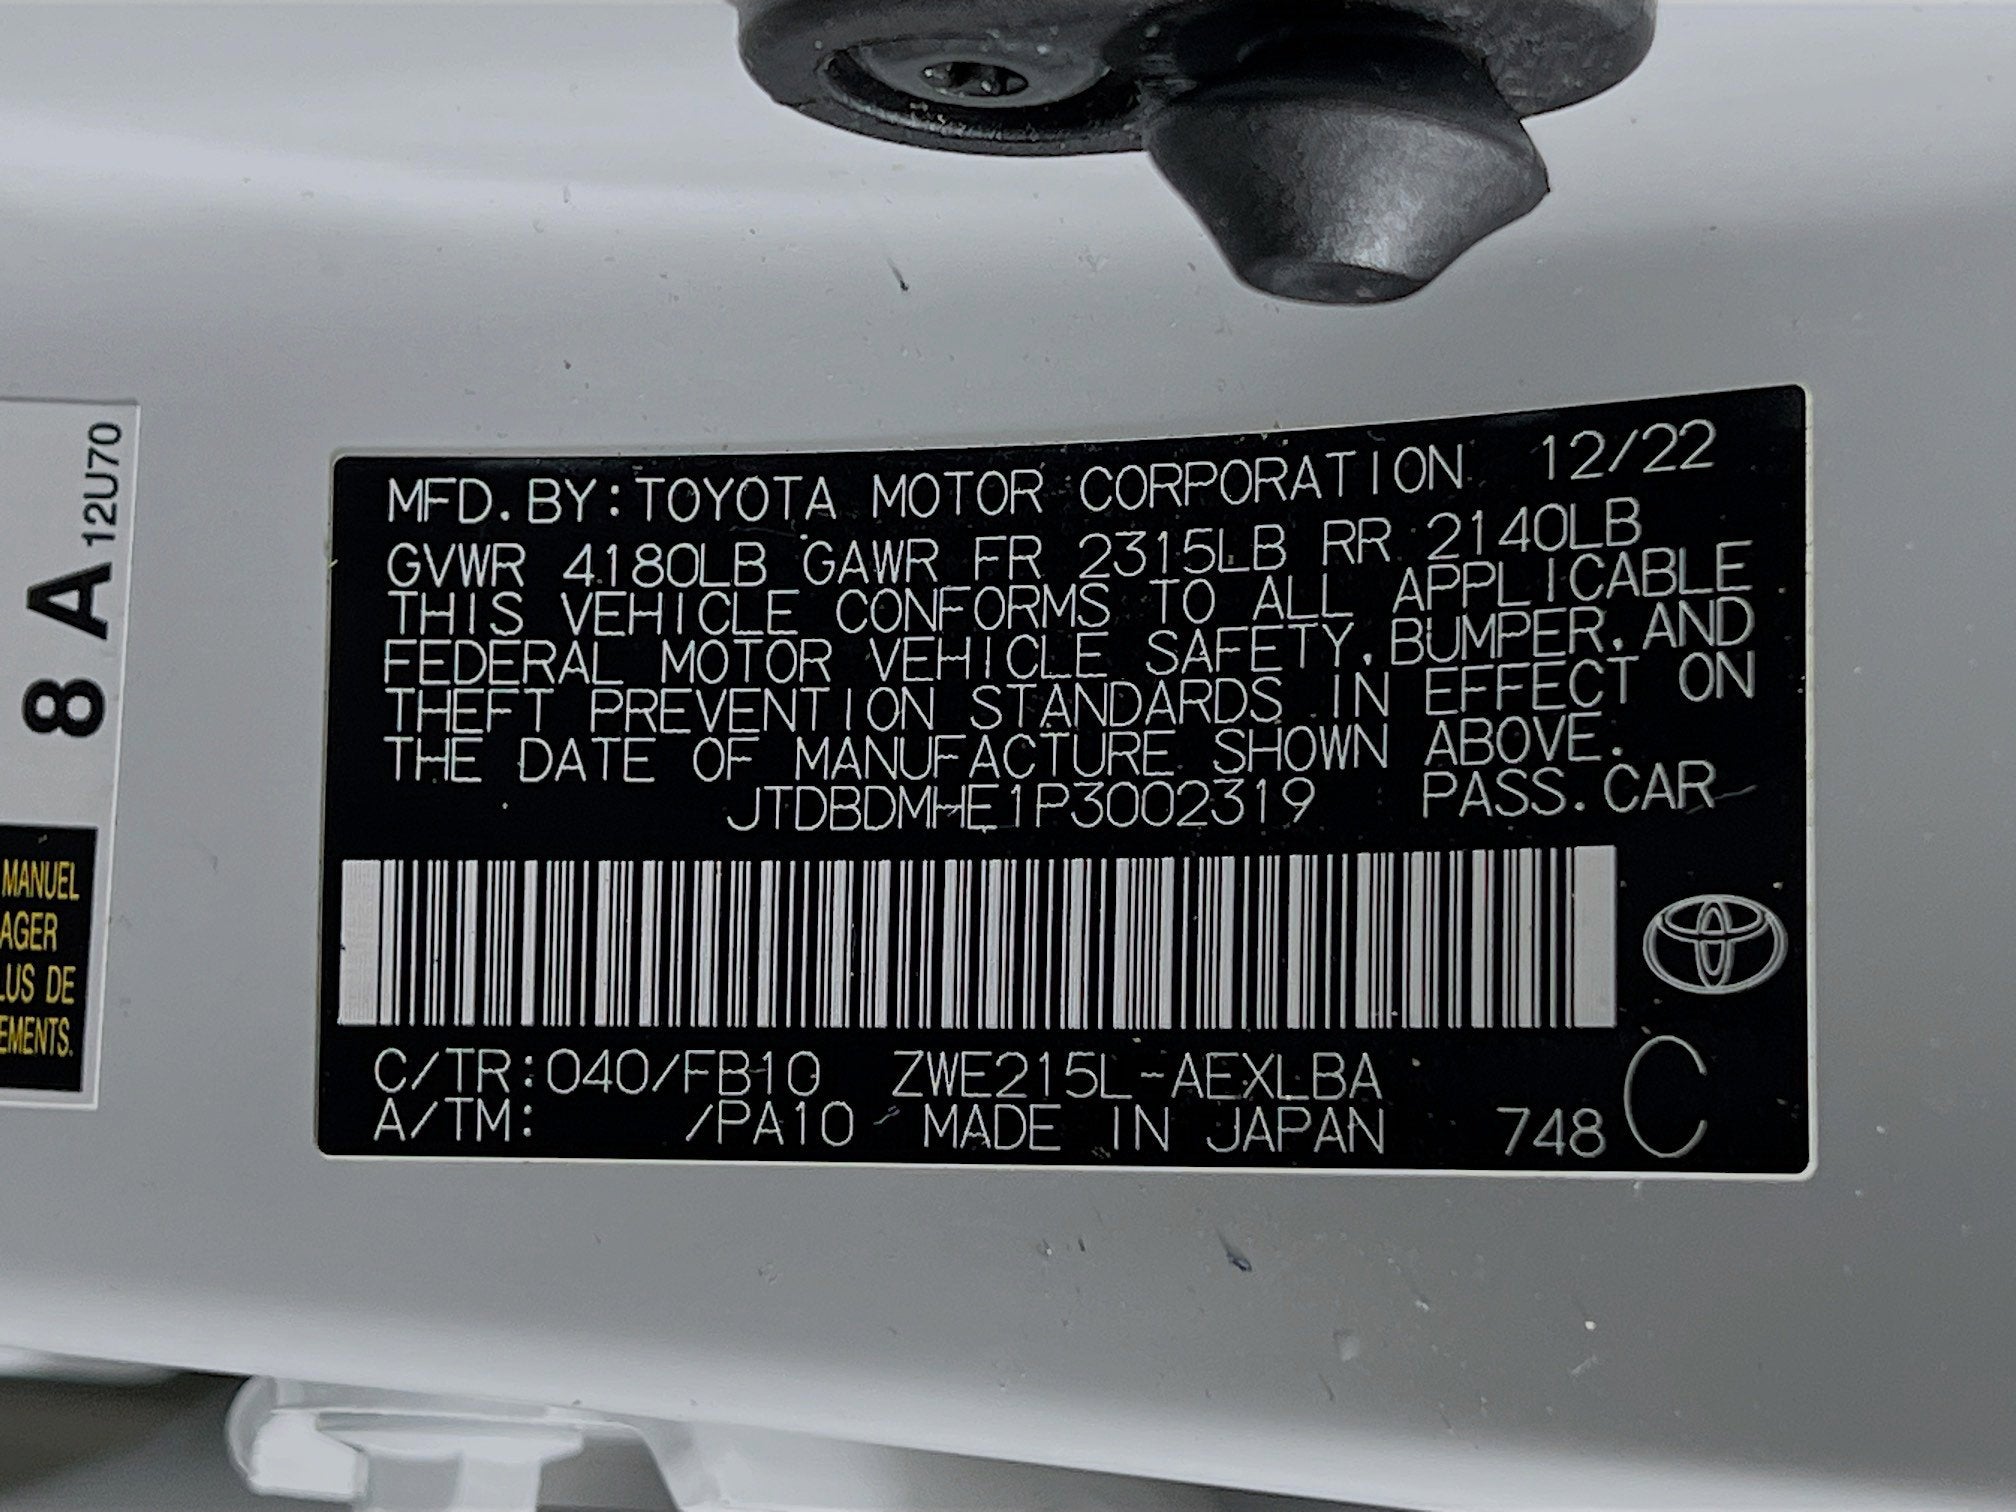 MFD. BY: TOYOTA MOTOR CORPORATION 12/22
GVWR 4180LB GAWR FR 2315LB RR 2140LB
THIS VEHICLE CONFORMS TO ALL APPLICABLE
FEDERAL MOTOR VEHICLE SAFETY, BUMPER, AND
THEFT PREVENTION STANDARDS IN EFFECT ON
THE DATE OF MANUFACTURE SHOWN ABOVE.
JTDBDMHE1P3002319 PASS. CAR
C/TR: 040/FB10 ZWE215L-AEXLBA
A/TM: /PA10 MADE IN JAPAN 748 C
8 A 12U70
MANUEL
AGER
LUS DE
EMENTS.